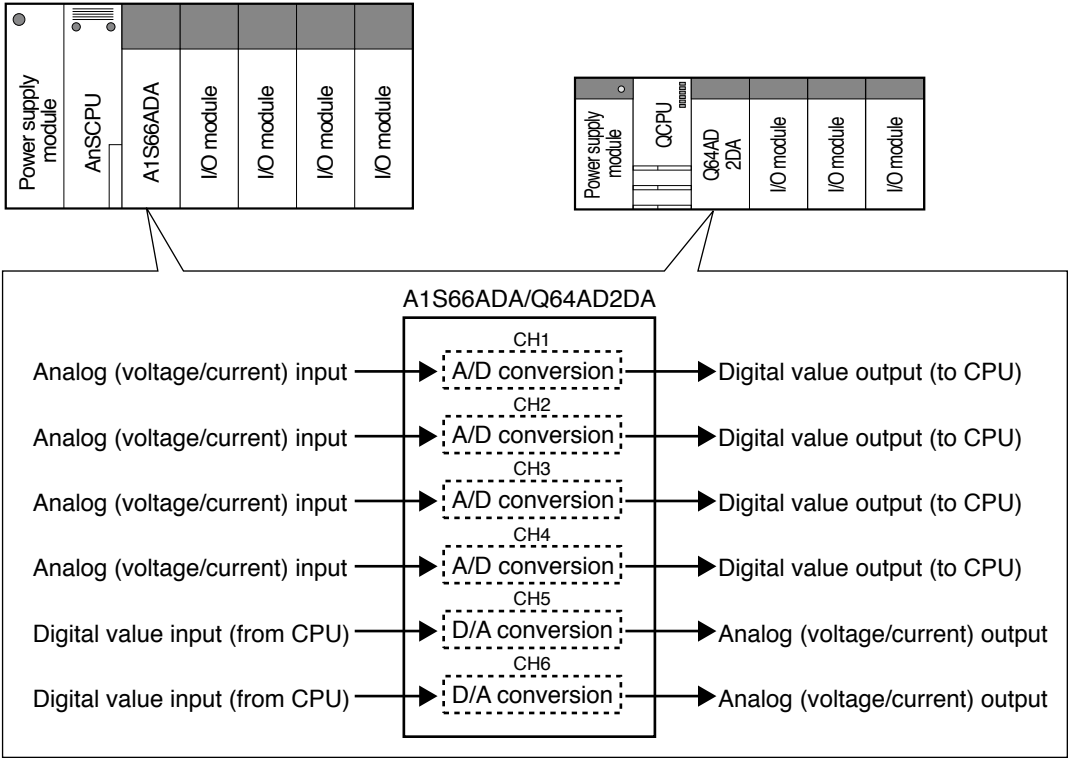 Power supply
module
AnSCPU
A1S66ADA
I/O module
I/O module
I/O module
I/O module
Power supply
module
QCPU
Q64AD
2DA
I/O module
I/O module
I/O module
A1S66ADA/Q64AD2DA
CH1
Analog (voltage/current) input A/D conversion Digital value output (to CPU)
CH2
Analog (voltage/current) input A/D conversion Digital value output (to CPU)
CH3
Analog (voltage/current) input A/D conversion Digital value output (to CPU)
CH4
Analog (voltage/current) input A/D conversion Digital value output (to CPU)
CH5
Digital value input (from CPU) D/A conversion Analog (voltage/current) output
CH6
Digital value input (from CPU) D/A conversion Analog (voltage/current) output